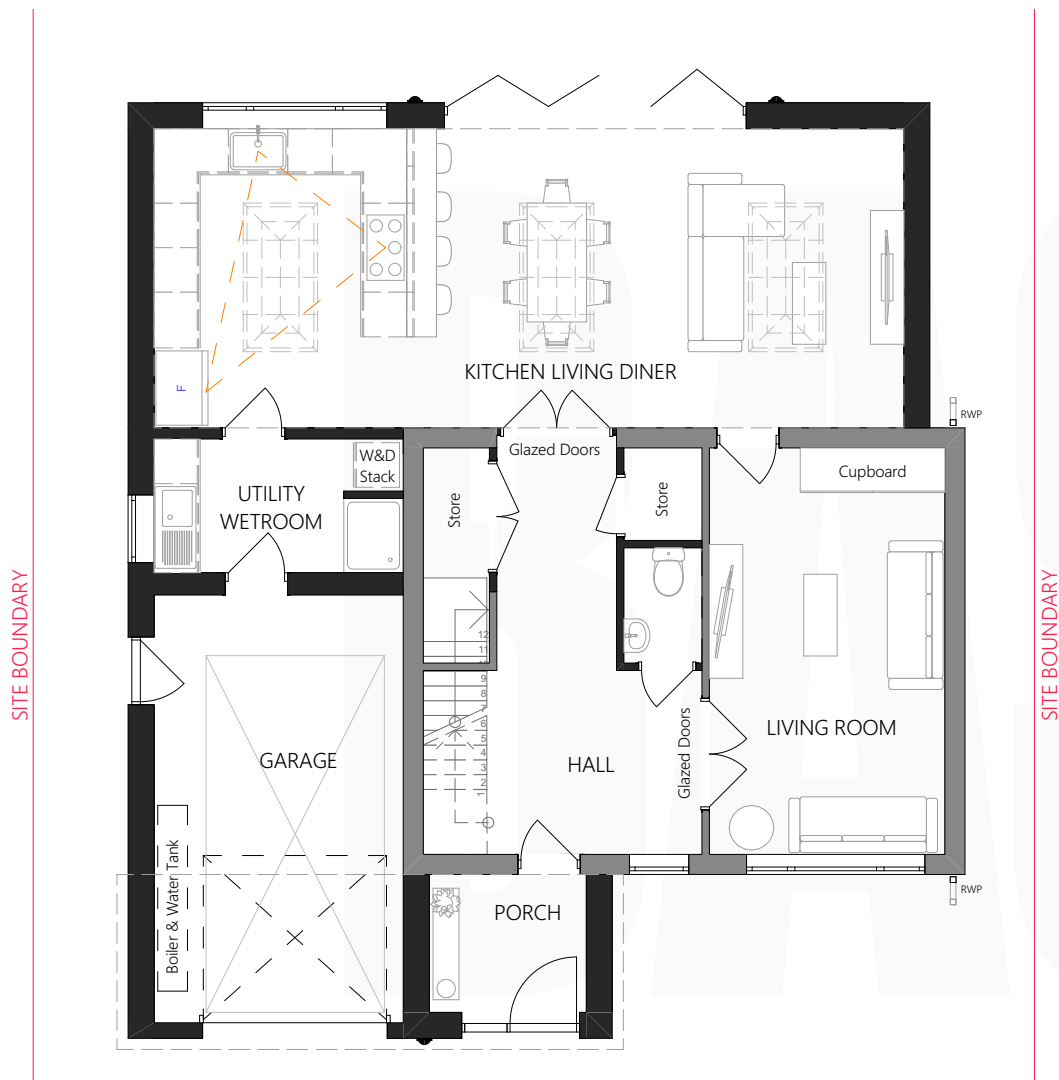 KITCHEN LIVING DINER
F
RWP
Glazed Doors
W&D
Stack
Cupboard
UTILITY
WETROOM
Store
Store
SITE BOUNDARY
SITE BOUNDARY
12
11
9
8
7
6
5
4
3
2
1
Glazed Doors
LIVING ROOM
GARAGE
HALL
Boiler & Water Tank
RWP
PORCH